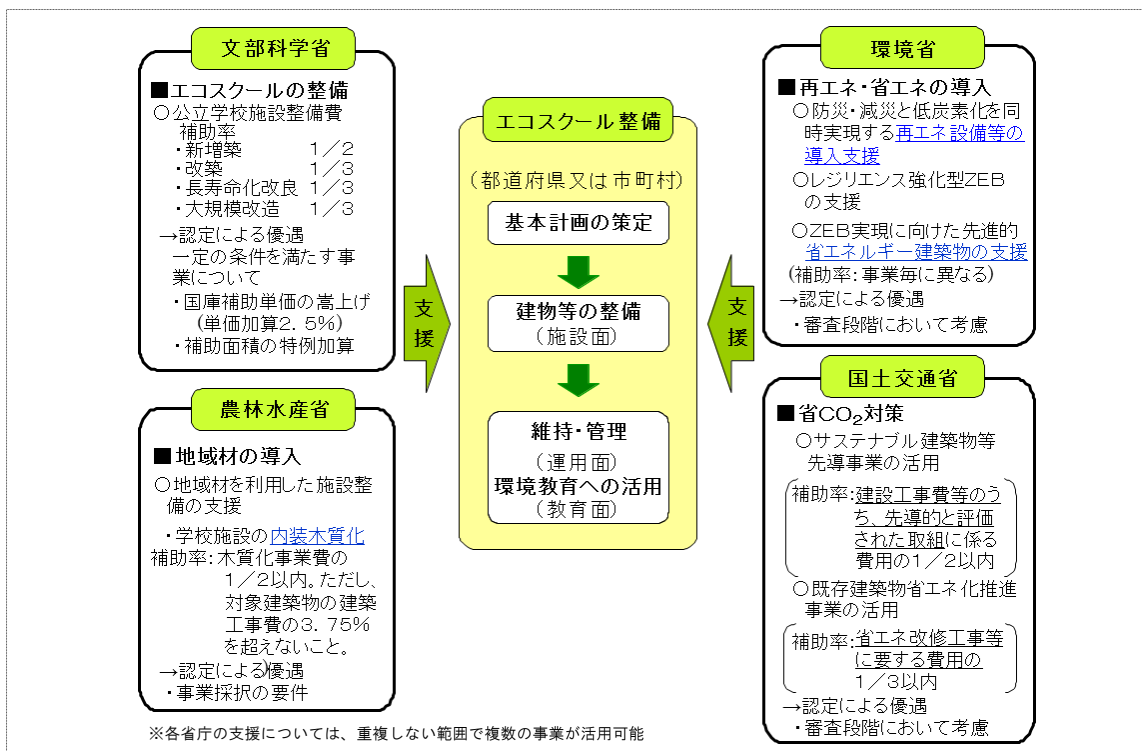 文部科学省
■エコスクールの整備
○公立学校施設整備費
補助率
・新増築 1/2
・改築 1/3
・長寿命化改良 1/3
・大規模改造 1/3
→認定による優遇
一定の条件を満たす事
業について
・国庫補助単価の嵩上げ
(単価加算2.5%)
・補助面積の特例加算
農林水産省
■地域材の導入
○地域材を利用した施設整
備の支援
・学校施設の内装木質化
補助率:木質化事業費の
1/2以内。ただし、
対象建築物の建築
工事費の3.75%
を超えないこと。
→認定による)優遇
・事業採択の要件
支援
エコスクール整備
(都道府県又は市町村)
基本計画の策定
建物等の整備
(施設面)
維持・管理
(運用面)
環境教育への活用
(教育面)
支援
環境省
■再エネ・省エネの導入
○防災・減災と低炭素化を同
時実現する再エネ設備等の
導入支援
○レジリエンス強化型ZEB
の支援
○ZEB実現に向けた先進的
省エネルギー建築物の支援
(補助率:事業毎に異なる)
→認定による優遇
・審査段階において考慮
国土交通省
■省CO2対策
○サステナブル建築物等
先導事業の活用
補助率:建設工事費等のう
ち、先導的と評価
された取組に係る
費用の1/2以内
○既存建築物省エネ化推進
事業の活用
補助率:省エネ改修工事等
に要する費用の
1/3以内
→認定による優遇
・審査段階において考慮
※各省庁の支援については、重複しない範囲で複数の事業が活用可能